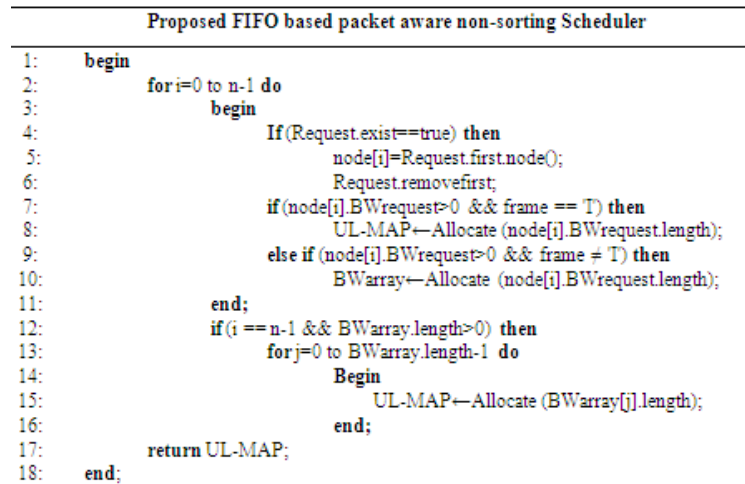 Proposed FIFO based packet aware non-sorting Scheduler
1: begin
2: for i=0 to n-1 do
3: begin
4: If (Request.exist==true) then
5: node[i]=Request.first.node();
6: Request.removefirst;
7: if (node[i].BWrequest>0 && frame == T) then
8: UL-MAP←Allocate (node[i].BWrequest.length);
9: else if (node[i].BWrequest>0 && frame ≠ T) then
10: BWarray←Allocate (node[i].BWrequest.length);
11: end;
12: if (i == n-1 && BWarray.length>0) then
13: for j=0 to BWarray.length-1 do
14: Begin
15: UL-MAP←Allocate (BWarray[j].length);
16: end;
17: return UL-MAP;
18: end;